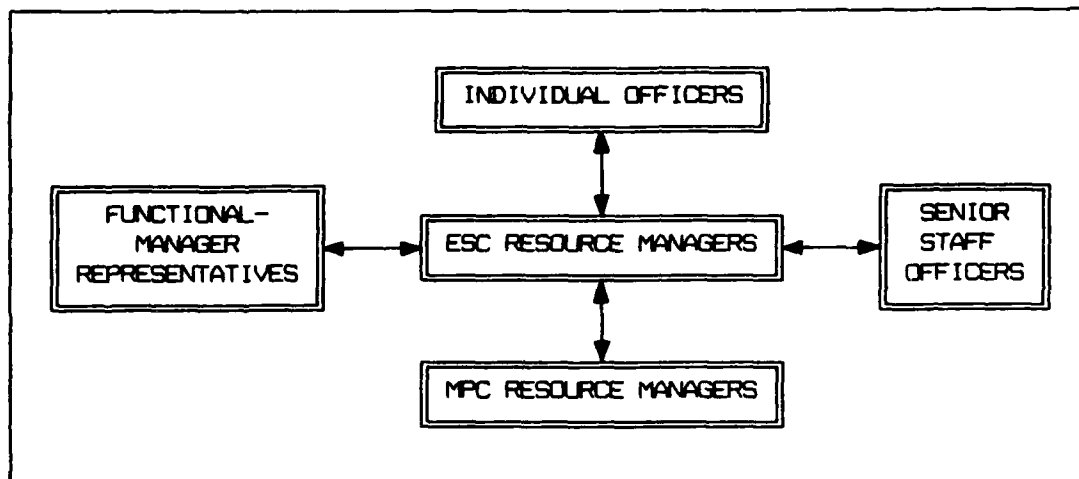 INDIVIDUAL OFFICERS
FUNCTIONAL-
MANAGER
REPRESENTATIVES
ESC RESOURCE MANAGERS
SENIOR
STAFF
OFFICERS
MPC RESOURCE MANAGERS